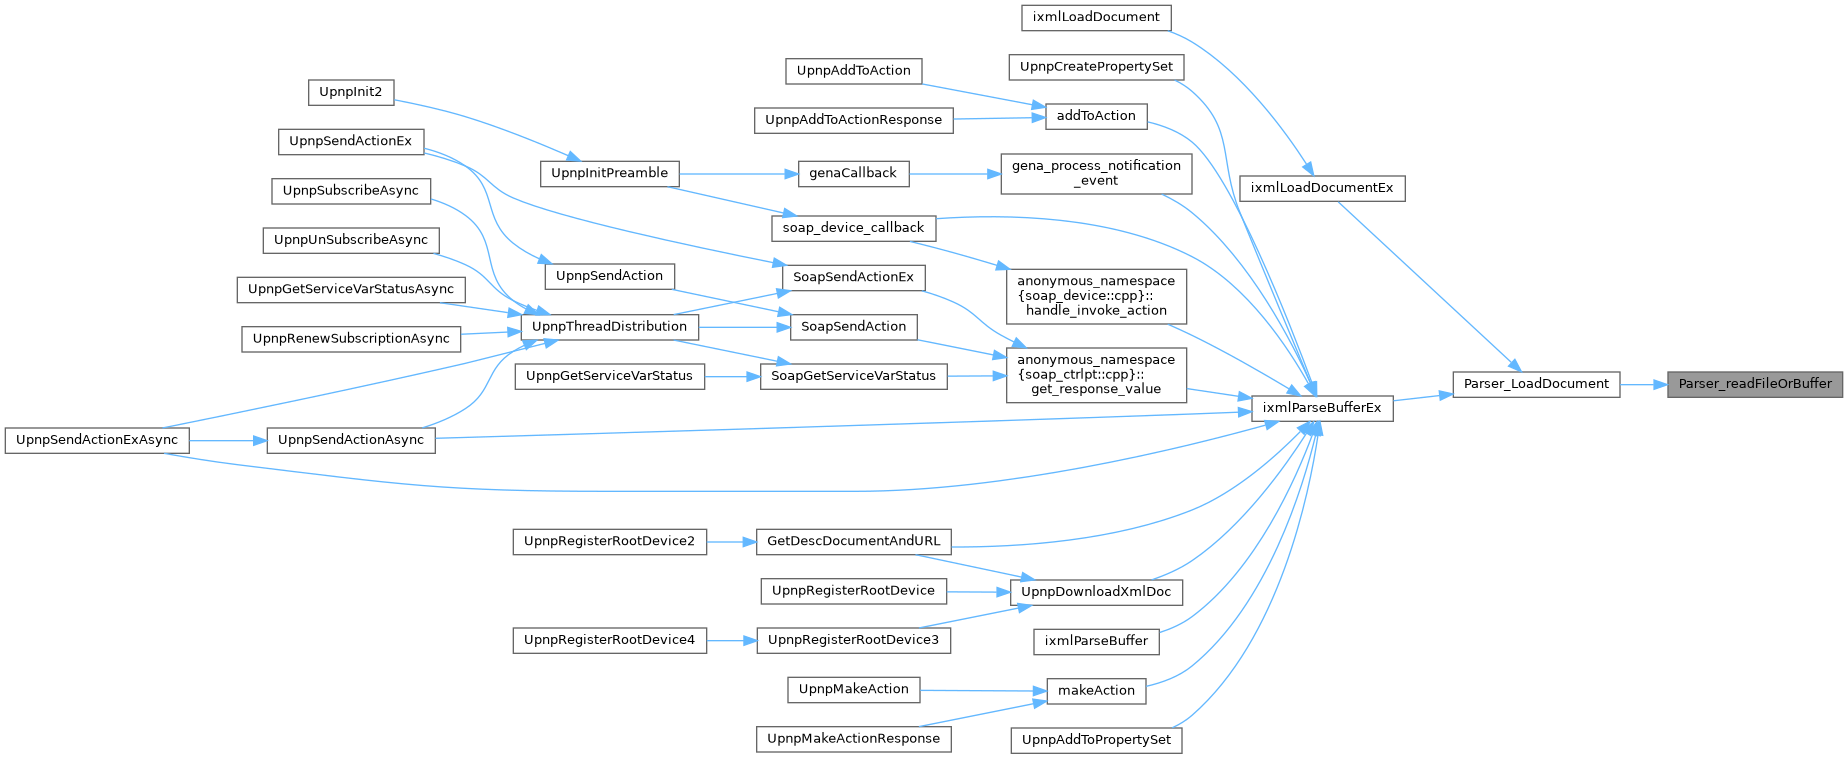 ixmlLoadDocument
UpnpCreatePropertySet
UpnpAddToAction
UpnpInit2
addToAction
UpnpAddToActionResponse
UpnpSendActionEx
gena_process_notification
_event
genaCallback
UpnpInitPreamble
ixmlLoadDocumentEx
UpnpSubscribeAsync
soap_device_callback
UpnpUnSubscribeAsync
UpnpSendAction
SoapSendActionEx
anonymous_namespace
{soap_device::cpp}::
handle_invoke_action
UpnpGetServiceVarStatusAsync
UpnpThreadDistribution
SoapSendAction
UpnpRenewSubscriptionAsync
anonymous_namespace
{soap_ctrlpt::cpp}::
get_response_value
UpnpGetServiceVarStatus
SoapGetServiceVarStatus
Parser_LoadDocument
Parser_readFileOrBuffer
ixmlParseBufferEx
UpnpSendActionExAsync
UpnpSendActionAsync
UpnpRegisterRootDevice2
GetDescDocumentAndURL
UpnpRegisterRootDevice
UpnpDownloadXmlDoc
UpnpRegisterRootDevice4
UpnpRegisterRootDevice3
ixmlParseBuffer
UpnpMakeAction
makeAction
UpnpMakeActionResponse
UpnpAddToPropertySet